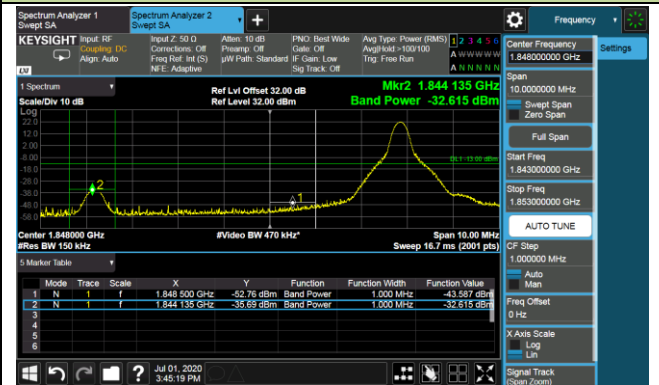 Spectrum Analyzer 1
Swept SA
Spectrum Analyzer 2
Swept SA
+
Frequency
KEYSIGHT
Input: RF
Coupling: DC
Align: Auto
Input Z: 50 Ω
Corrections: Off
Freq Ref: Int (S)
NFE: Adaptive
Atten: 10 dB
Preamp: Off
µW Path: Standard
PNO: Best Wide
Gate: Off
IF Gain: Low
Sig Track: Off
Avg Type: Power (RMS)
Avg|Hold:>100/100
Trig: Free Run
1 2 3 4 5 6
A W W W W W
A N N N N N
LXI
1 Spectrum
Scale/Div 10 dB
Ref Lvl Offset 32.00 dB
Ref Level 32.00 dBm
Mkr2 1.844 135 GHz
Band Power -32.615 dBm
Log
22.0
12.0
2.00
-8.00
-18.0
-28.0
-38.0
-48.0
-58.0
DL1 -13.00 dBm
2
1
Center 1.848000 GHz
#Res BW 150 kHz
#Video BW 470 kHz*
Span 10.00 MHz
Sweep 16.7 ms (2001 pts)
5 Marker Table
Mode Trace Scale X Y Function Function Width Function Value
1 N 1 f 1.848 500 GHz -52.76 dBm Band Power 1.000 MHz -43.587 dBm
2 N 1 f 1.844 135 GHz -35.69 dBm Band Power 1.000 MHz -32.615 dBm
3
4
5
6
Jul 01, 2020
3:45:19 PM
Center Frequency
1.848000000 GHz
Span
10.0000000 MHz
Swept Span
Zero Span
Full Span
Start Freq
1.843000000 GHz
Stop Freq
1.853000000 GHz
AUTO TUNE
CF Step
1.000000 MHz
Auto
Man
Freq Offset
0 Hz
X Axis Scale
Log
Lin
Signal Track
(Span Zoom)
Settings